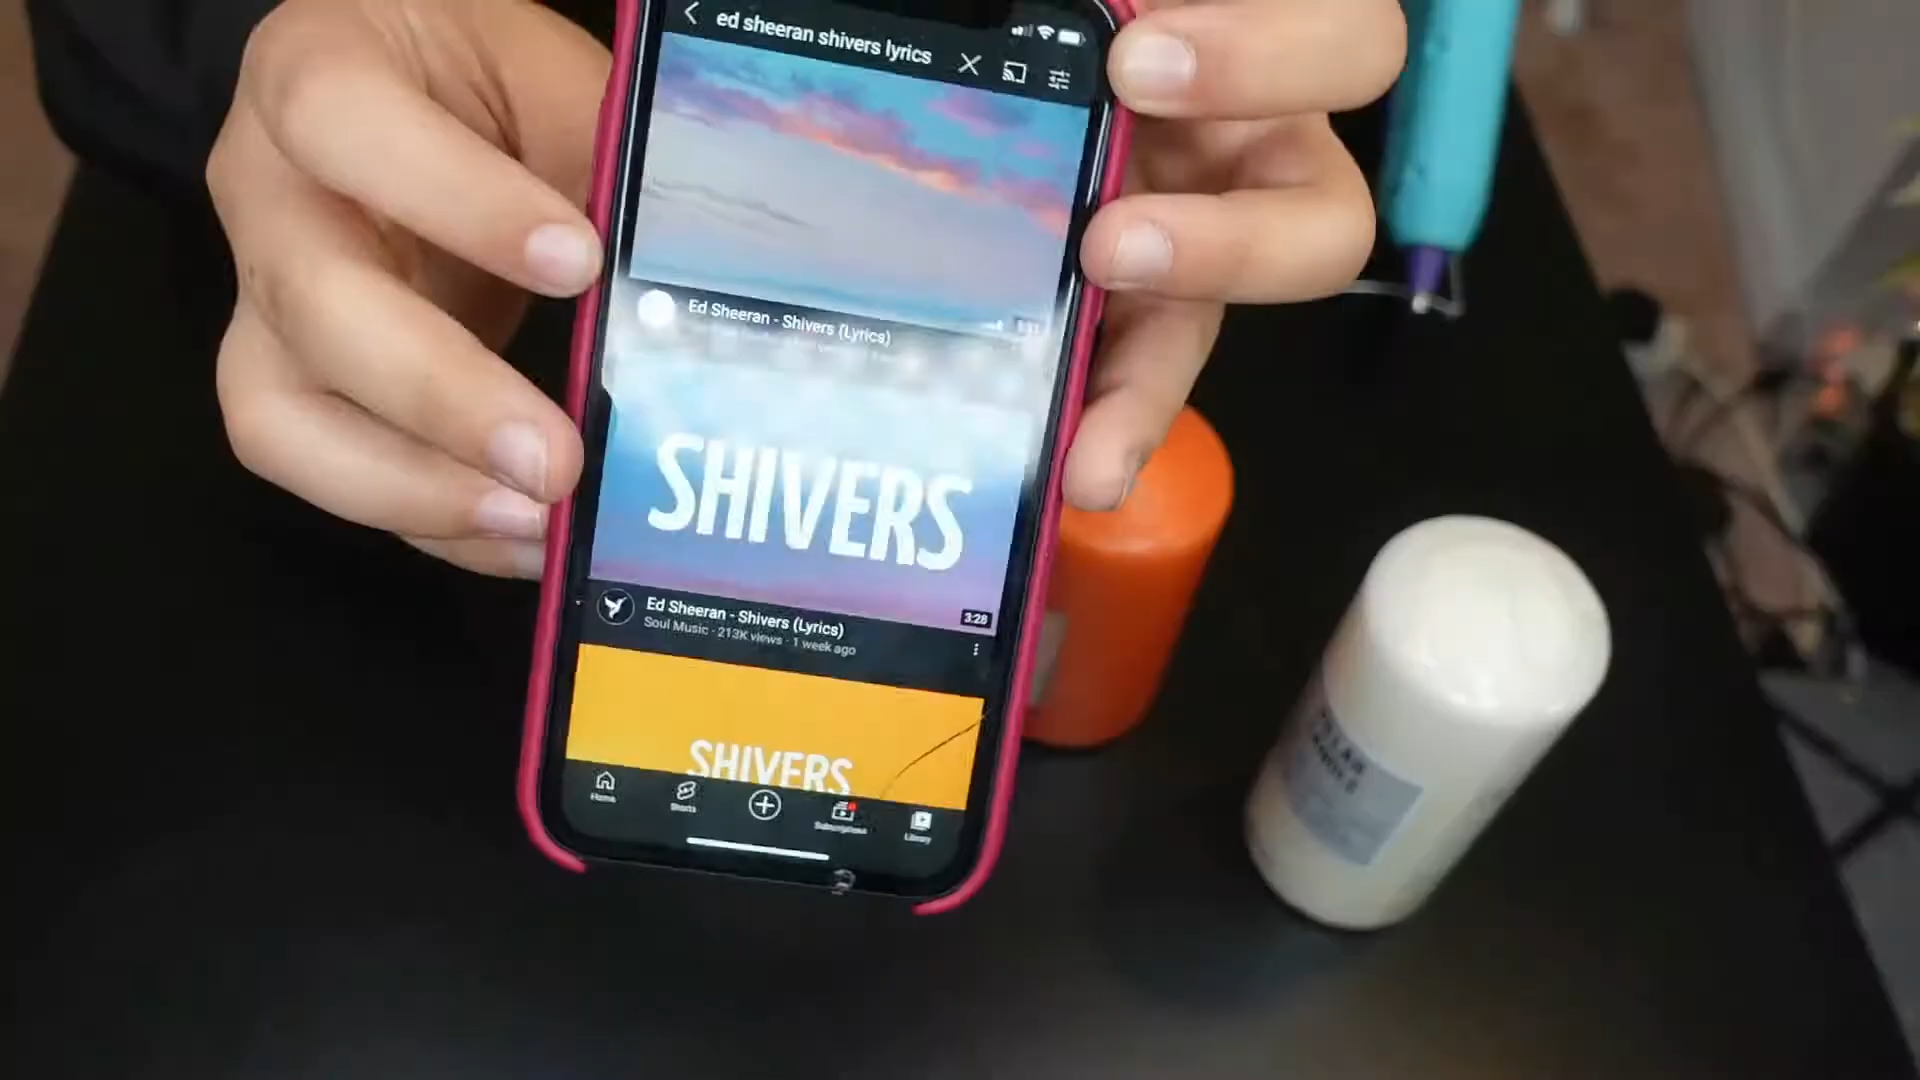 ed sheeran shivers lyrics
Ed Sheeran - Shivers (Lyrics)
SHIVERS
3:28
Ed Sheeran - Shivers (Lyrics)
Soul Music · 213K views · 1 week ago
SHIVERS
Home
Shorts
Subscriptions
Library